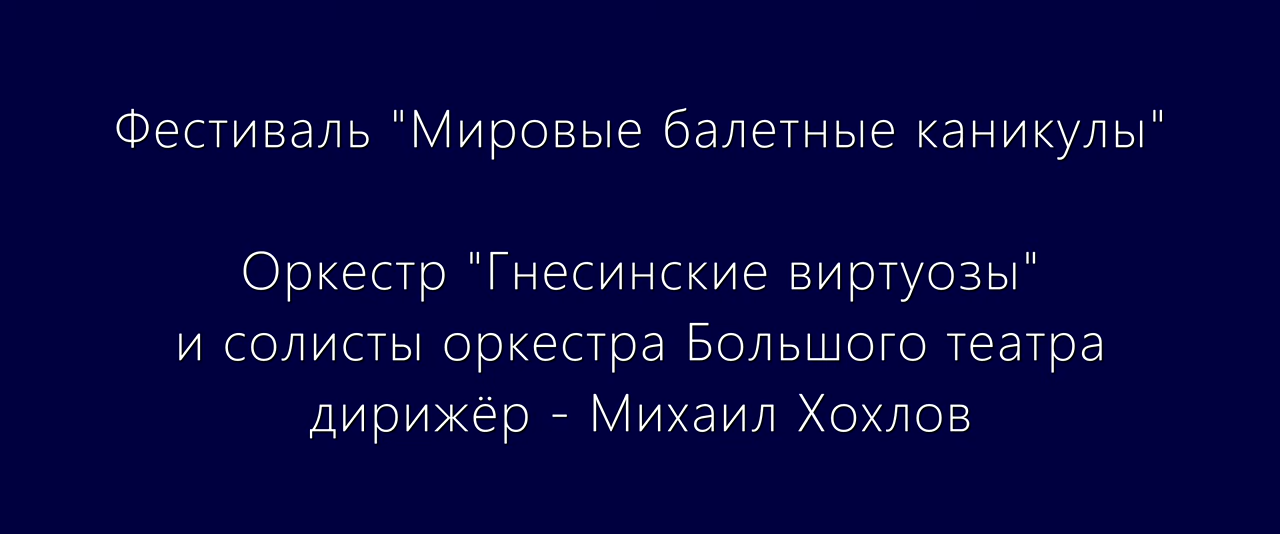 Фестиваль "Мировые балетные каникулы"
Оркестр "Гнесинские виртуозы"
и солисты оркестра Большого театра
дирижёр - Михаил Хохлов